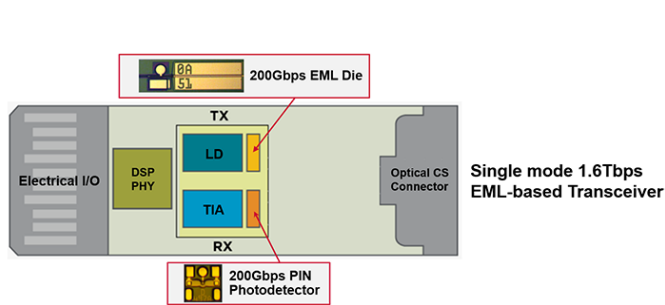 0A
51
200Gbps EML Die
TX
LD
Electrical I/O
DSP
PHY
Optical CS
Connector
Single mode 1.6Tbps
EML-based Transceiver
TIA
RX
200Gbps PIN
Photodetector